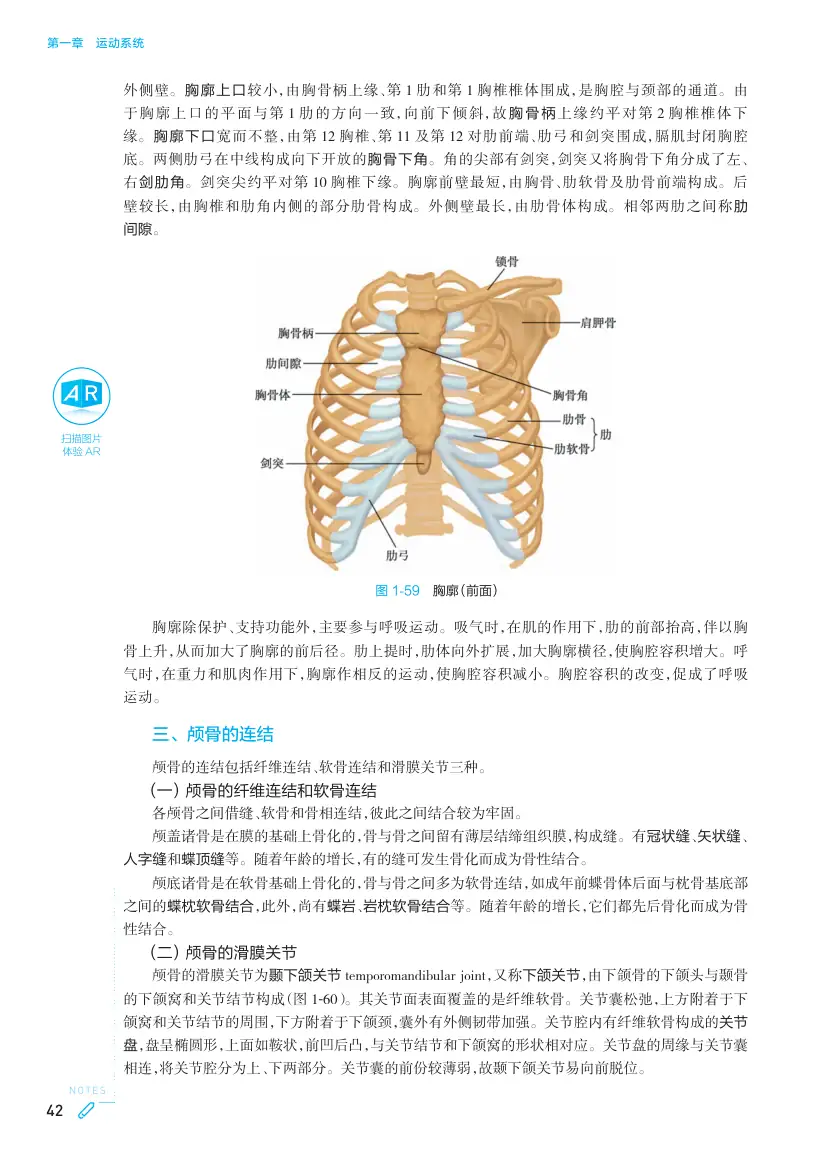 第一章　运动系统
外侧壁。胸廓上口较小,由胸骨柄上缘、第 1 肋和第 1 胸椎椎体围成,是胸腔与颈部的通道。由
于胸廓上口的平面与第 1 肋的方向一致,向前下倾斜,故胸骨柄上缘约平对第 2 胸椎椎体下
缘。胸廓下口宽而不整,由第 12 胸椎、第 11 及第 12 对肋前端、肋弓和剑突围成,膈肌封闭胸腔
底。两侧肋弓在中线构成向下开放的胸骨下角。角的尖部有剑突,剑突又将胸骨下角分成了左、
右剑肋角。剑突尖约平对第 10 胸椎下缘。胸廓前壁最短,由胸骨、肋软骨及肋骨前端构成。后
壁较长,由胸椎和肋角内侧的部分肋骨构成。外侧壁最长,由肋骨体构成。相邻两肋之间称肋
间隙。
锁骨
肩胛骨
胸骨柄
肋间隙
胸骨体
胸骨角
肋骨
肋
肋软骨
剑突
肋弓
AR
扫描图片
体验 AR
图 1-59　胸廓(前面)
胸廓除保护、支持功能外,主要参与呼吸运动。吸气时,在肌的作用下,肋的前部抬高,伴以胸
骨上升,从而加大了胸廓的前后径。肋上提时,肋体向外扩展,加大胸廓横径,使胸腔容积增大。呼
气时,在重力和肌肉作用下,胸廓作相反的运动,使胸腔容积减小。胸腔容积的改变,促成了呼吸
运动。
三、颅骨的连结
颅骨的连结包括纤维连结、软骨连结和滑膜关节三种。
(一) 颅骨的纤维连结和软骨连结
各颅骨之间借缝、软骨和骨相连结,彼此之间结合较为牢固。
颅盖诸骨是在膜的基础上骨化的,骨与骨之间留有薄层结缔组织膜,构成缝。有冠状缝、矢状缝、
人字缝和蝶顶缝等。随着年龄的增长,有的缝可发生骨化而成为骨性结合。
颅底诸骨是在软骨基础上骨化的,骨与骨之间多为软骨连结,如成年前蝶骨体后面与枕骨基底部
之间的蝶枕软骨结合,此外,尚有蝶岩、岩枕软骨结合等。随着年龄的增长,它们都先后骨化而成为骨
性结合。
(二) 颅骨的滑膜关节
颅骨的滑膜关节为颞下颌关节 temporomandibular joint,又称下颌关节,由下颌骨的下颌头与颞骨
的下颌窝和关节结节构成(图 1-60)。其关节面表面覆盖的是纤维软骨。关节囊松弛,上方附着于下
颌窝和关节结节的周围,下方附着于下颌颈,囊外有外侧韧带加强。关节腔内有纤维软骨构成的关节
盘,盘呈椭圆形,上面如鞍状,前凹后凸,与关节结节和下颌窝的形状相对应。关节盘的周缘与关节囊
相连,将关节腔分为上、下两部分。关节囊的前份较薄弱,故颞下颌关节易向前脱位。
NOTES
42